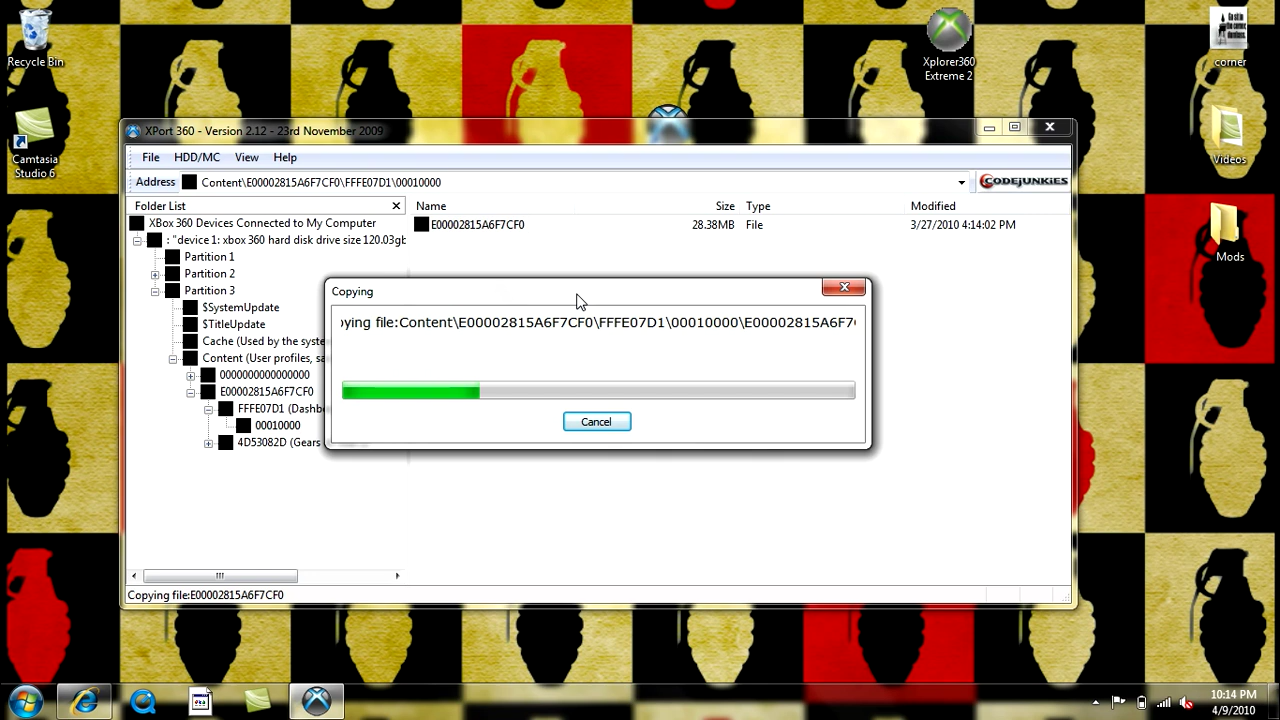 Recycle Bin
Camtasia
Studio 6
Xplorer360
Extreme 2
corner
Videos
Mods
XPort 360 - Version 2.12 - 23rd November 2009
File HDD/MC View Help
Address Content\E00002815A6F7CF0\FFFE07D1\00010000
CODEJUNKIES
Folder List
Name Size Type Modified
XBox 360 Devices Connected to My Computer
E00002815A6F7CF0 28.38MB File 3/27/2010 4:14:02 PM
: "device 1: xbox 360 hard disk drive size 120.03gb
Partition 1
Partition 2
Partition 3
$SystemUpdate
$TitleUpdate
Cache (Used by the syste
Content (User profiles, sa
0000000000000000
E00002815A6F7CF0
FFFE07D1 (Dashb
00010000
4D53082D (Gears
Copying
ying file:Content\E00002815A6F7CF0\FFFE07D1\00010000\E00002815A6F7
Cancel
Copying file:E00002815A6F7CF0
10:14 PM
4/9/2010